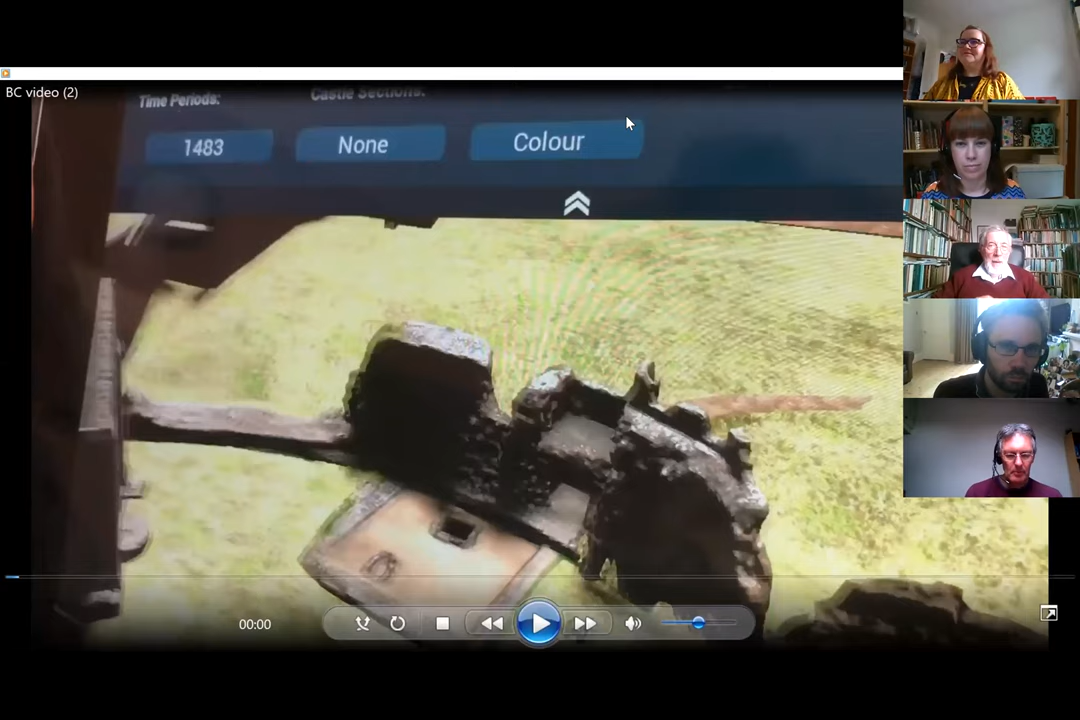 BC video (2)
Time Periods:
Castle Sections:
1483
None
Colour
00:00